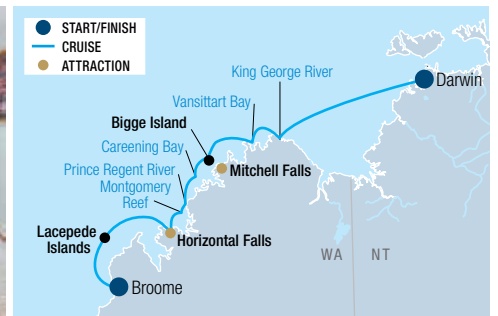 START/FINISH
CRUISE
ATTRACTION
King George River
Darwin
Vansittart Bay
Bigge Island
Careening Bay
Prince Regent River
Mitchell Falls
Montgomery
Reef
Lacepede
Islands
Horizontal Falls
WA NT
Broome